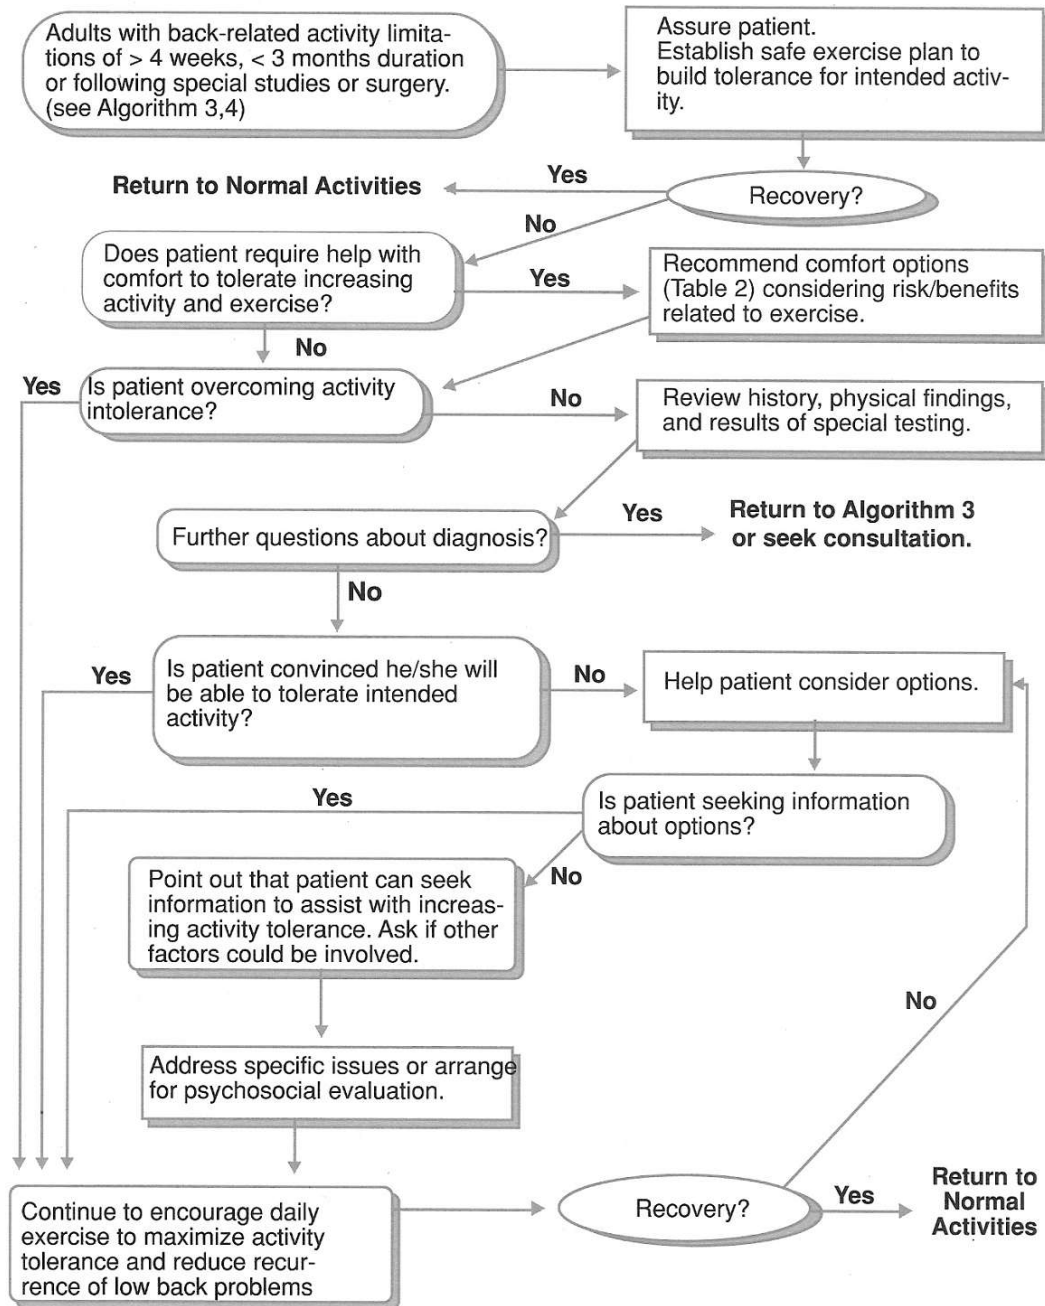 Adults with back-related activity limita-
tions of > 4 weeks, < 3 months duration
or following special studies or surgery.
(see Algorithm 3,4)
Assure patient.
Establish safe exercise plan to
build tolerance for intended activ-
ity.
Recovery?
Yes
Return to Normal Activities
No
Does patient require help with
comfort to tolerate increasing
activity and exercise?
Yes
Recommend comfort options
(Table 2) considering risk/benefits
related to exercise.
No
Is patient overcoming activity
intolerance?
Yes
No
Review history, physical findings,
and results of special testing.
Further questions about diagnosis?
Yes
Return to Algorithm 3
or seek consultation.
No
Is patient convinced he/she will
be able to tolerate intended
activity?
Yes
No
Help patient consider options.
Is patient seeking information
about options?
Yes
No
Point out that patient can seek
information to assist with increas-
ing activity tolerance. Ask if other
factors could be involved.
Address specific issues or arrange
for psychosocial evaluation.
Continue to encourage daily
exercise to maximize activity
tolerance and reduce recur-
rence of low back problems
Recovery?
No
Yes
Return to
Normal
Activities